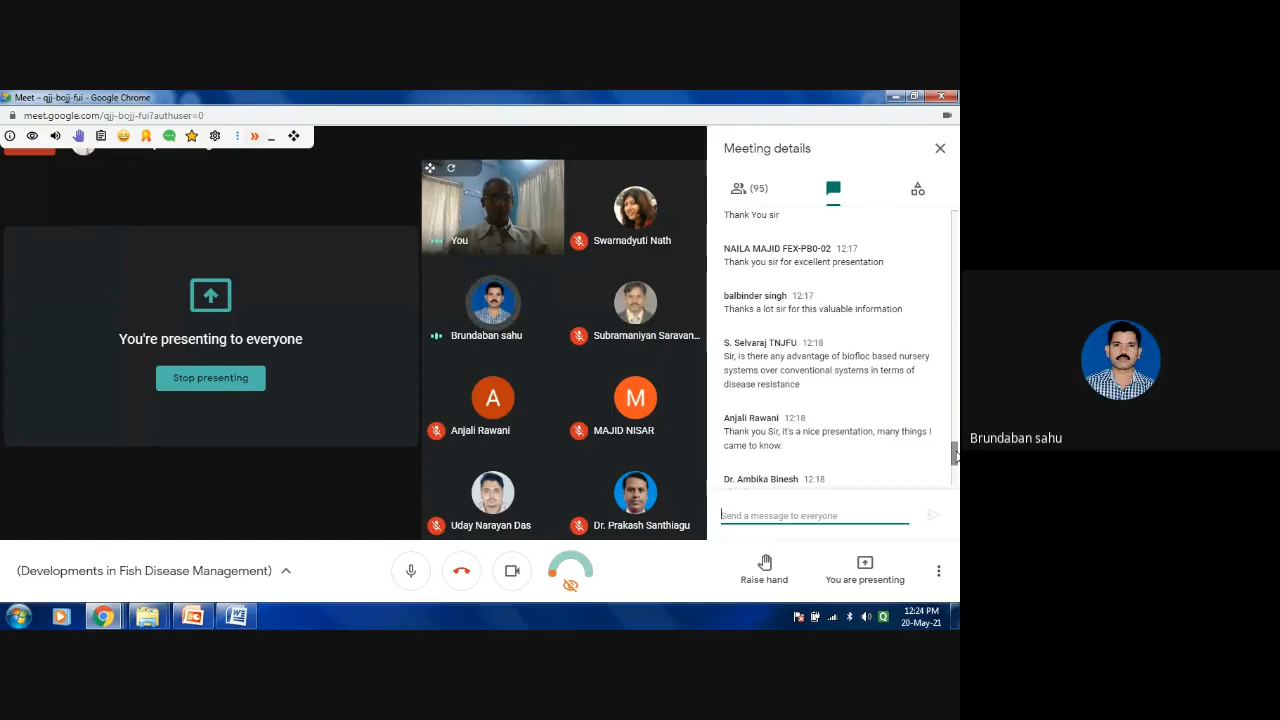 Meet – qjj-bojj-fui - Google Chrome
meet.google.com/qjj-bojj-fui?authuser=0
You
Swarnadyuti Nath
Brundaban sahu
Subramaniyan Saravan...
A
Anjali Rawani
M
MAJID NISAR
Uday Narayan Das
Dr. Prakash Santhiagu
You're presenting to everyone
Stop presenting
Meeting details
(95)
Thank You sir
NAILA MAJID FEX-PB0-02 12:17
Thank you sir for excellent presentation
balbinder singh 12:17
Thanks a lot sir for this valuable information
S. Selvaraj TNJFU 12:18
Sir, is there any advantage of biofloc based nursery
systems over conventional systems in terms of
disease resistance
Anjali Rawani 12:18
Thank you Sir, it's a nice presentation, many things I
came to know.
Dr. Ambika Binesh 12:18
Send a message to everyone
(Developments in Fish Disease Management)
Raise hand
You are presenting
12:24 PM
20-May-21
Brundaban sahu